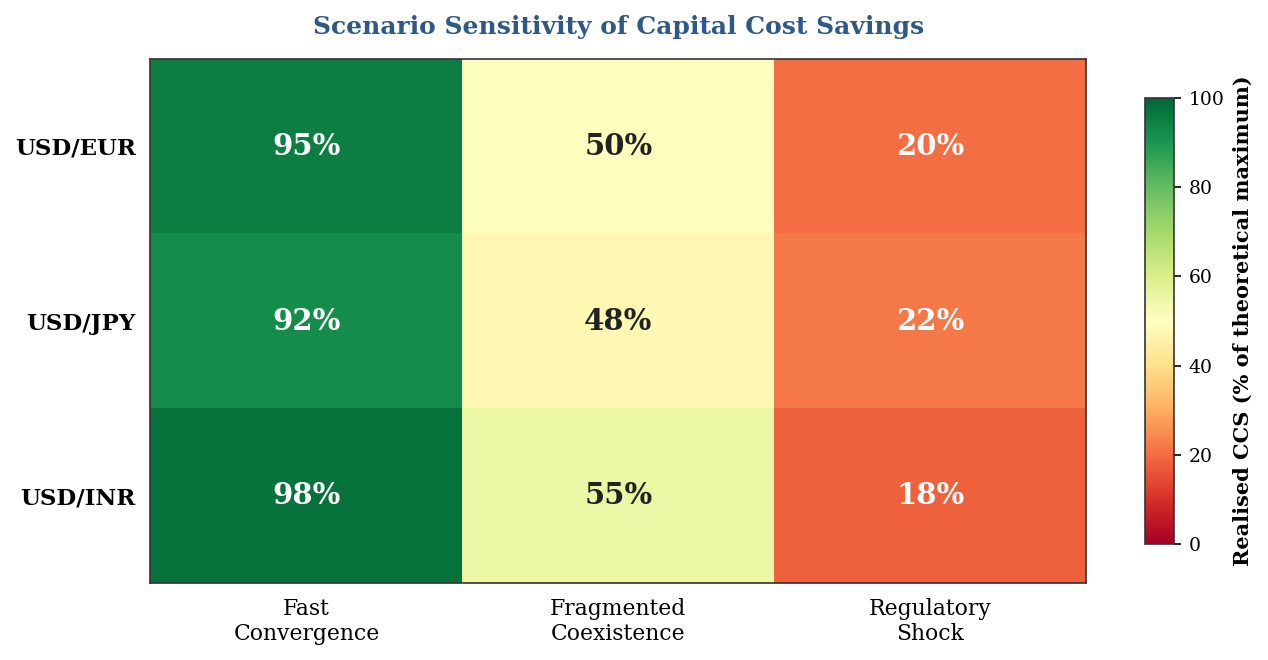 Scenario Sensitivity of Capital Cost Savings
USD/EUR
95%
50%
20%
USD/JPY
92%
48%
22%
USD/INR
98%
55%
18%
Fast
Convergence
Fragmented
Coexistence
Regulatory
Shock
100
80
60
40
20
0
Realised CCS (% of theoretical maximum)